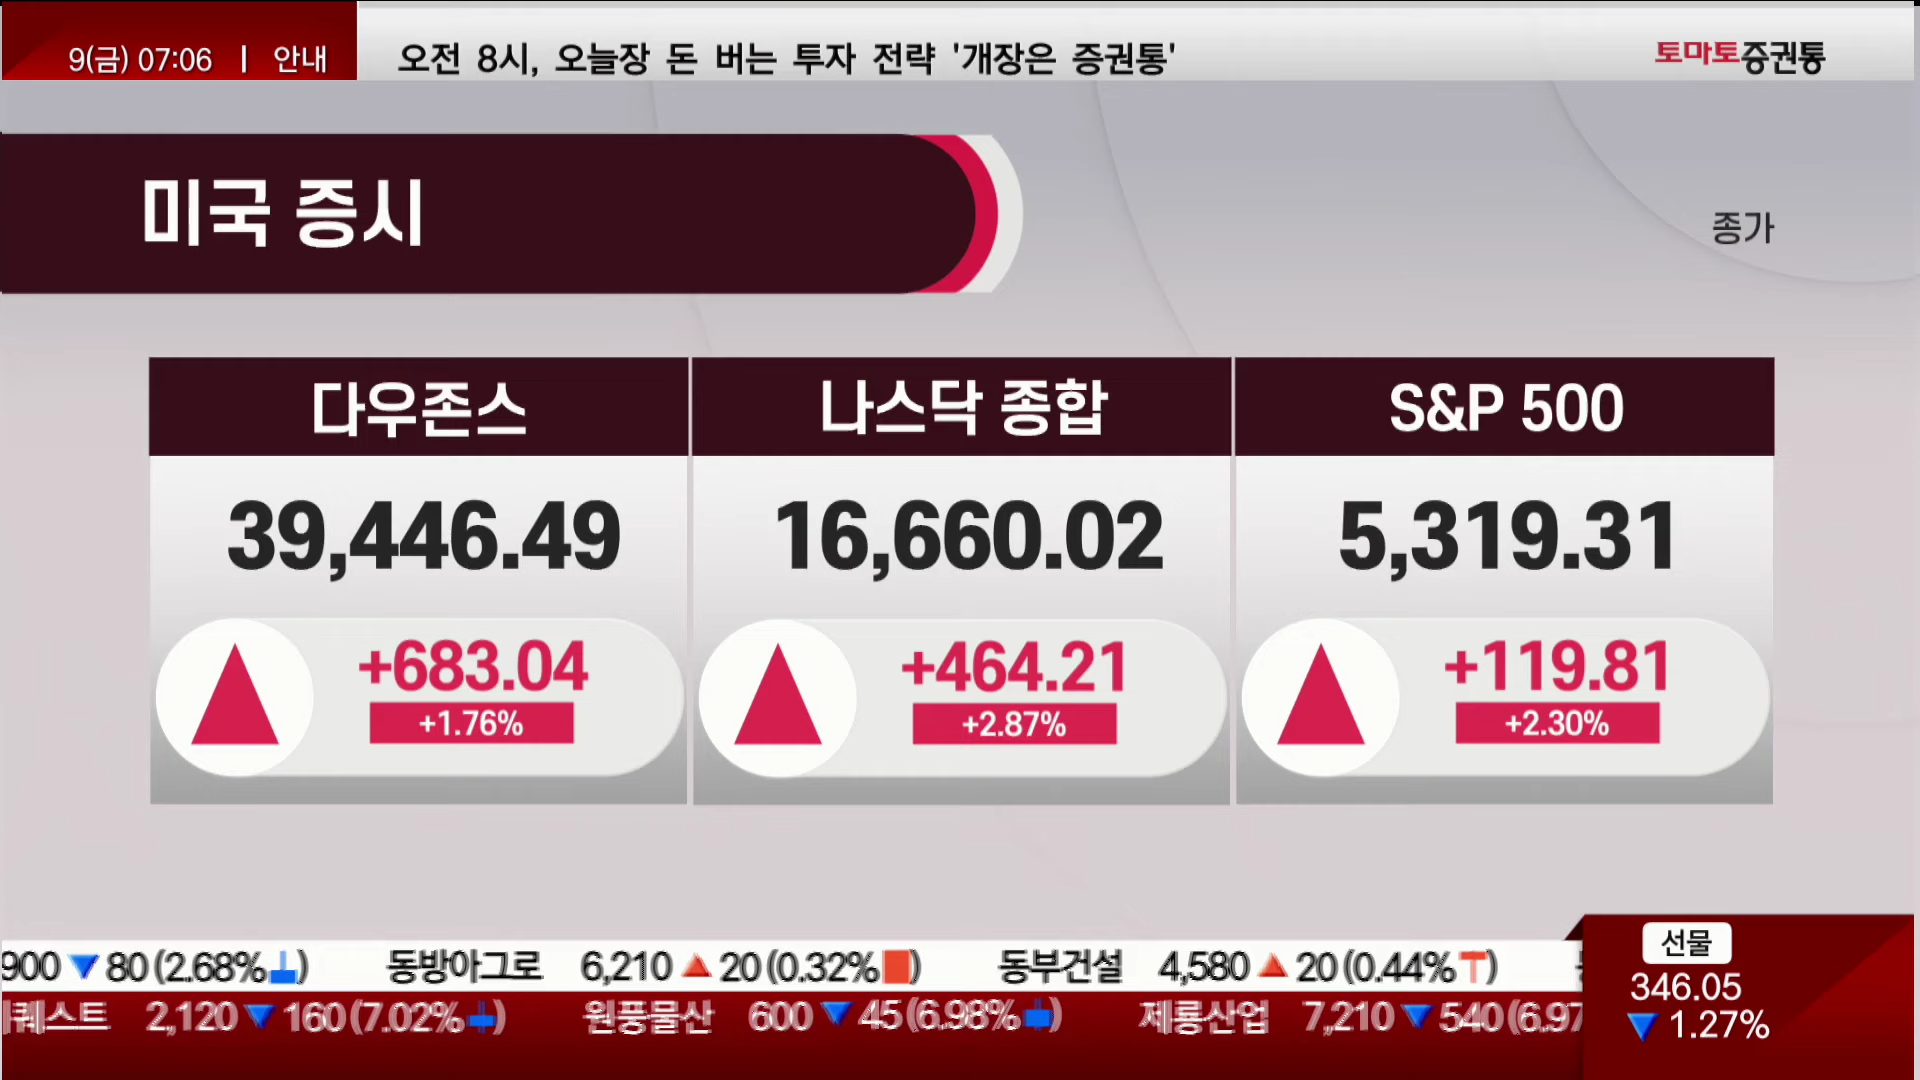 9(금) 07:06 | 안내
오전 8시, 오늘장 돈 버는 투자 전략 '개장은 증권통'
토마토증권통
미국 증시
종가
다우존스
나스닥 종합
S&P 500
39,446.49
16,660.02
5,319.31
+683.04
+464.21
+119.81
+1.76%
+2.87%
+2.30%
900 ▼ 80 (2.68%) 동방아그로 6,210 ▲ 20 (0.32%) 동부건설 4,580 ▲ 20 (0.44%)
퀘스트 2,120 ▼ 160 (7.02%) 원풍물산 600 ▼ 45 (6.98%) 제룡산업 7,210 ▼ 540 (6.97
선물
346.05
▼ 1.27%